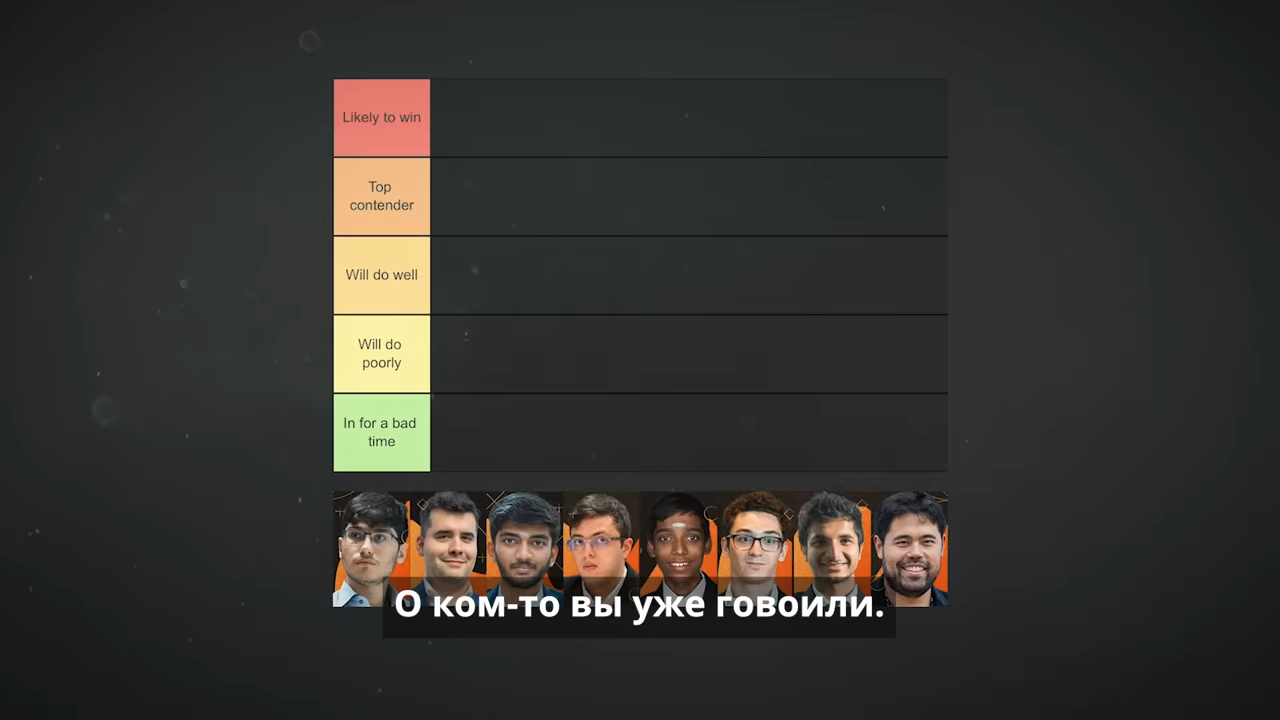 Likely to win
Top
contender
Will do well
Will do
poorly
In for a bad
time
О ком-то вы уже говоили.